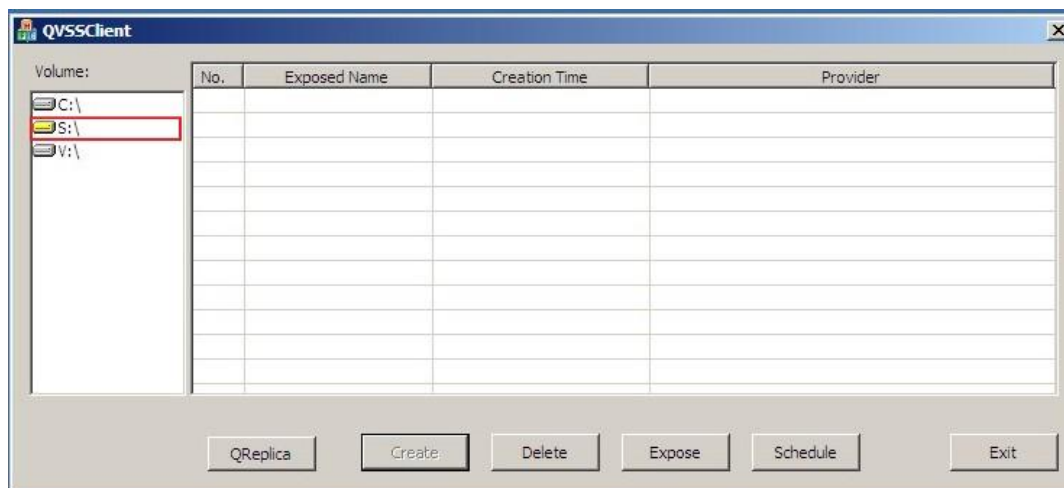 QVSSClient
Volume:
No. Exposed Name Creation Time Provider
C:\
S:\
V:\
QReplica Create Delete Expose Schedule Exit